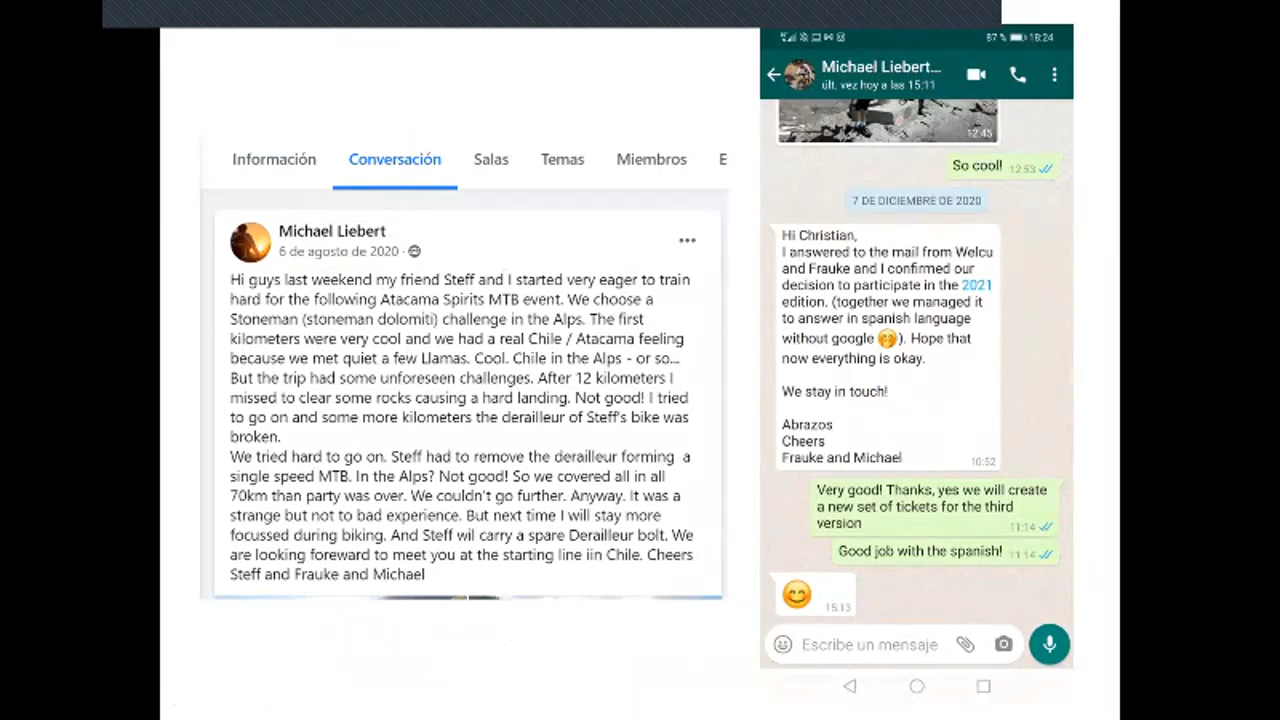 Información Conversación Salas Temas Miembros E
Michael Liebert
6 de agosto de 2020 ·
Hi guys last weekend my friend Steff and I started very eager to train
hard for the following Atacama Spirits MTB event. We choose a
Stoneman (stoneman dolomiti) challenge in the Alps. The first
kilometers were very cool and we had a real Chile / Atacama feeling
because we met quiet a few Llamas. Cool. Chile in the Alps - or so...
But the trip had some unforeseen challenges. After 12 kilometers I
missed to clear some rocks causing a hard landing. Not good! I tried
to go on and some more kilometers the derailleur of Steff's bike was
broken.
We tried hard to go on. Steff had to remove the derailleur forming a
single speed MTB. In the Alps? Not good! So we covered all in all
70km than party was over. We couldn't go further. Anyway. It was a
strange but not to bad experience. But next time I will stay more
focussed during biking. And Steff wil carry a spare Derailleur bolt. We
are looking foreward to meet you at the starting line iin Chile. Cheers
Steff and Frauke and Michael
87 % 18:24
Michael Liebert...
últ. vez hoy a las 15:11
12:45
So cool! 12:53
7 DE DICIEMBRE DE 2020
Hi Christian,
I answered to the mail from Welcu
and Frauke and I confirmed our
decision to participate in the 2021
edition. (together we managed it
to answer in spanish language
without google 🤭). Hope that
now everything is okay.
We stay in touch!
Abrazos
Cheers
Frauke and Michael
10:52
Very good! Thanks, yes we will create
a new set of tickets for the third
version
11:14
Good job with the spanish! 11:14
😊 15:13
Escribe un mensaje